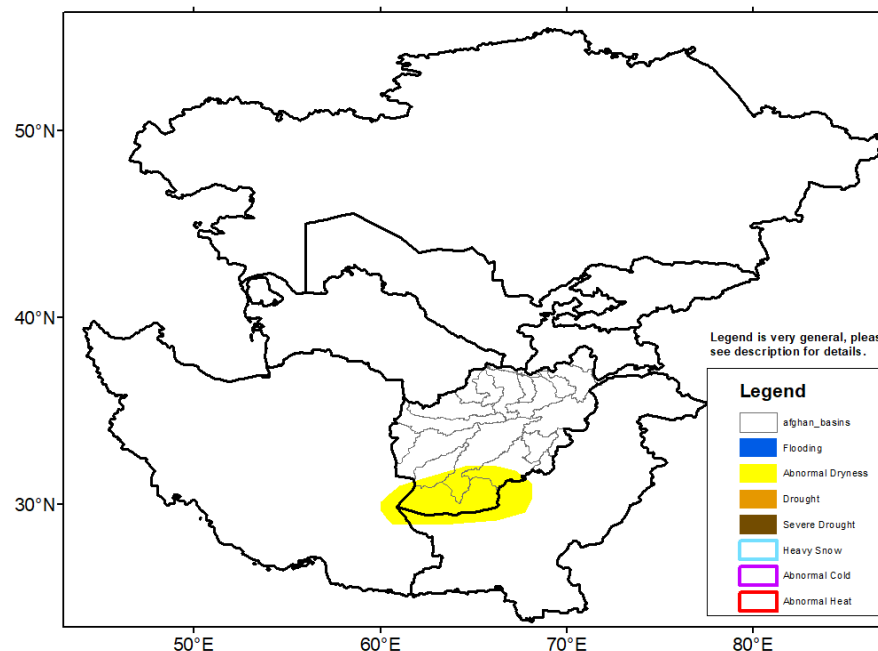 50°N
40°N
30°N
Legend is very general, pleas
see description for details.
Legend
afghan_basins
Flooding
Abnormal Dryness
Drought
Severe Drought
Heavy Snow
Abnormal Cold
Abnormal Heat
50°E
60°E
70°E
80°E